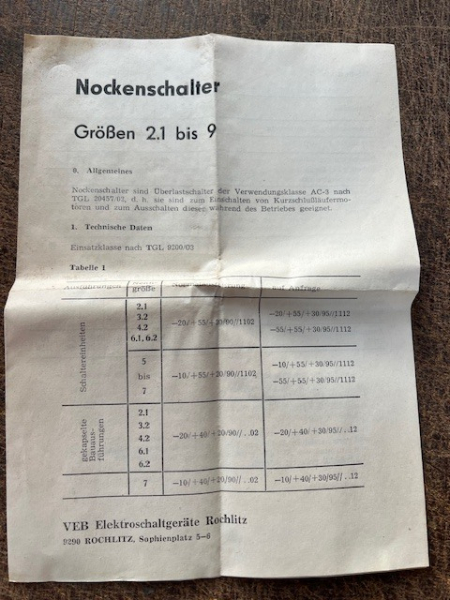 Nockenschalter
Größen 2.1 bis 9
0. Allgemeines
Nockenschalter sind Überlastschalter der Verwendungsklasse AC-3 nach
TGL 20457/02, d. h. sie sind zum Einschalten von Kurzschlußläufermo-
toren und zum Ausschalten dieser während des Betriebes geeignet.
1. Technische Daten
Einsatzklasse nach TGL 9200/03
Tabelle 1
Ausführungen größe auf Anfrage
Schaltereinheiten
2.1
3.2 —20/+55/+30/90//1102 —20/+55/+30/95//1112
4.2 —55/+55/+30/95//1112
6.1, 6.2
5 —10/+55/+30/95//1112
bis —10/+55/+30/90//1102
7 —55/+55/+30/95//1112
gekapselte
Bauaus-
führungen
2.1
3.2
4.2 —20/+40/+20/90// . .02 —20/+40/+30/95// . .12
6.1
6.2
7 —10/+40/+20/90// . .02 —10/+40/+30/95// . .12
VEB Elektroschaltgeräte Rochlitz
9290 ROCHLITZ, Sophienplatz 5–6